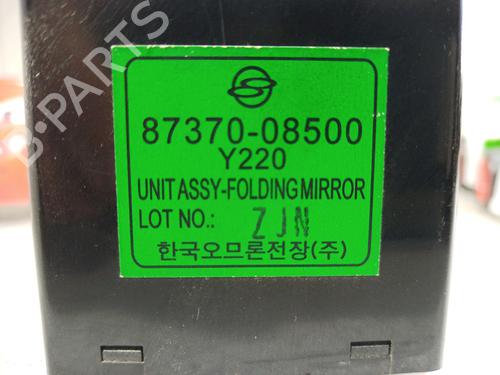 87370-08500
Y220
UNIT ASSY-FOLDING MIRROR
LOT NO.: ZJN
한국오므론전장(주)
B-PARTS